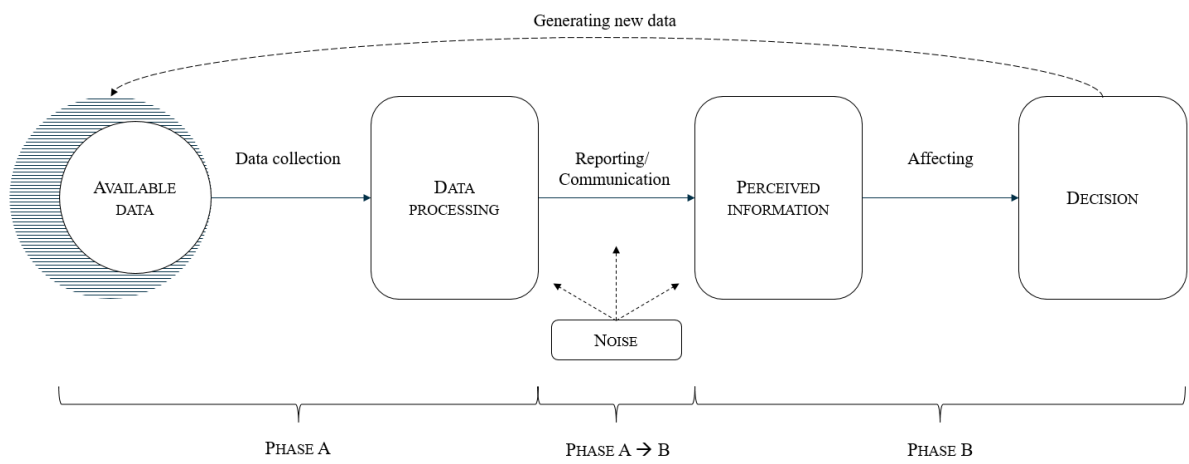 Generating new data
AVAILABLE
DATA
Data collection
DATA
PROCESSING
Reporting/
Communication
PERCEIVED
INFORMATION
Affecting
DECISION
NOISE
PHASE A
PHASE A → B
PHASE B